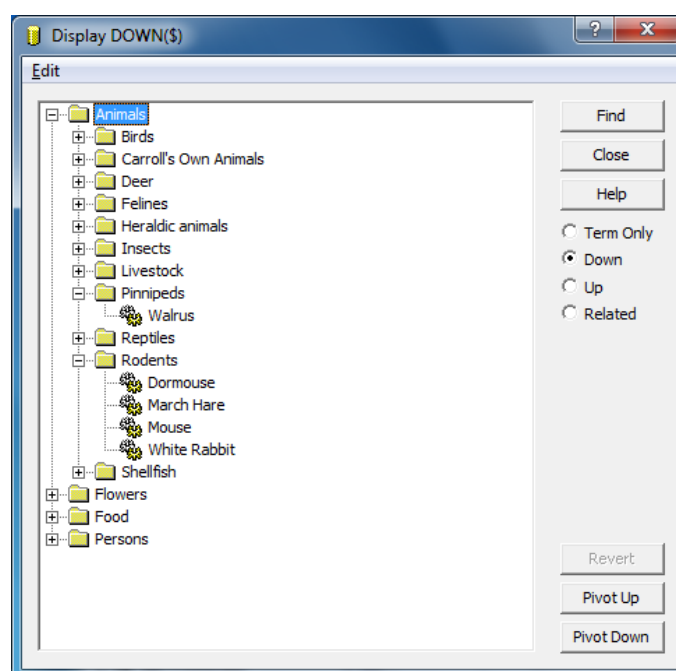 Display DOWN($)
?
X
Edit
Animals
Birds
Carroll's Own Animals
Deer
Felines
Heraldic animals
Insects
Livestock
Pinnipeds
Walrus
Reptiles
Rodents
Dormouse
March Hare
Mouse
White Rabbit
Shellfish
Flowers
Food
Persons
Find
Close
Help
Term Only
Down
Up
Related
Revert
Pivot Up
Pivot Down